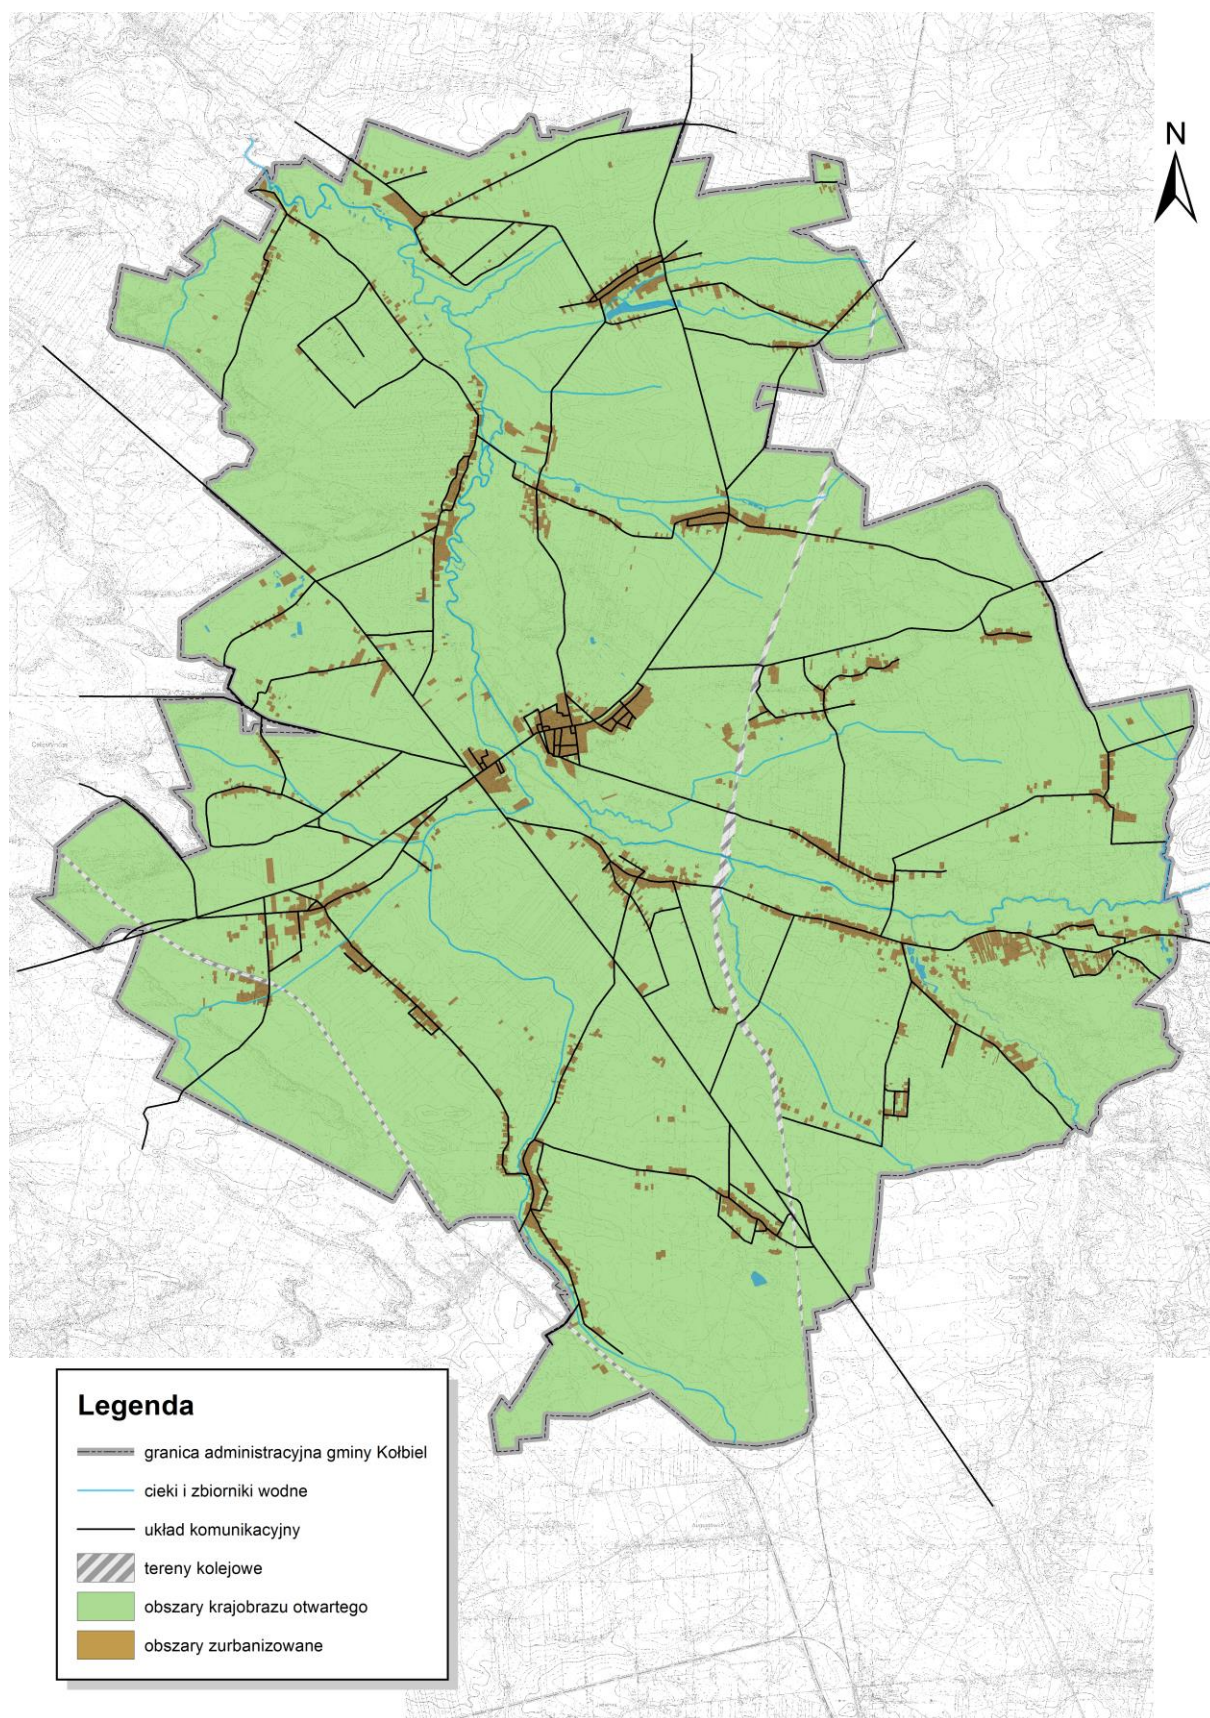 N
Legenda
granica administracyjna gminy Kołbiel
cieki i zbiorniki wodne
układ komunikacyjny
tereny kolejowe
obszary krajobrazu otwartego
obszary zurbanizowane